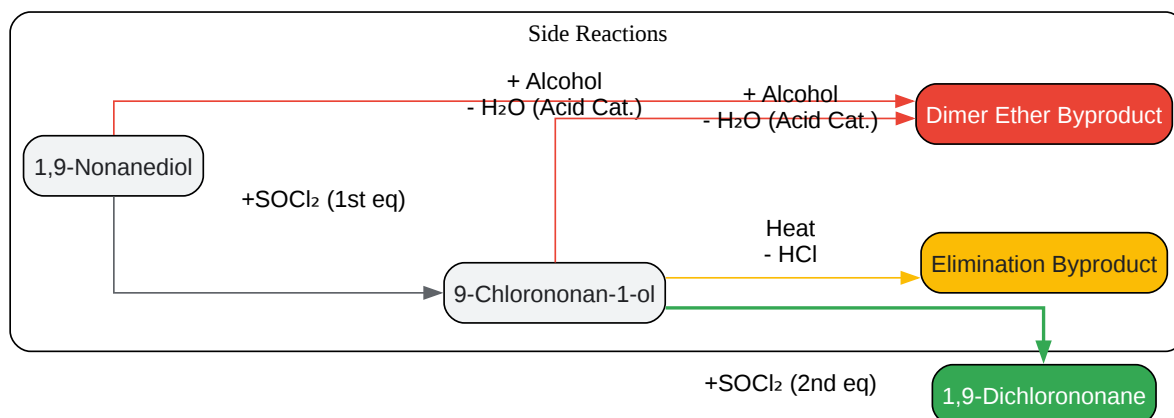 Side Reactions
+ Alcohol
- H₂O (Acid Cat.)
+ Alcohol
- H₂O (Acid Cat.)
Dimer Ether Byproduct
1,9-Nonanediol
+SOCl₂ (1st eq)
Heat
- HCl
Elimination Byproduct
9-Chlorononan-1-ol
+SOCl₂ (2nd eq)
1,9-Dichlorononane